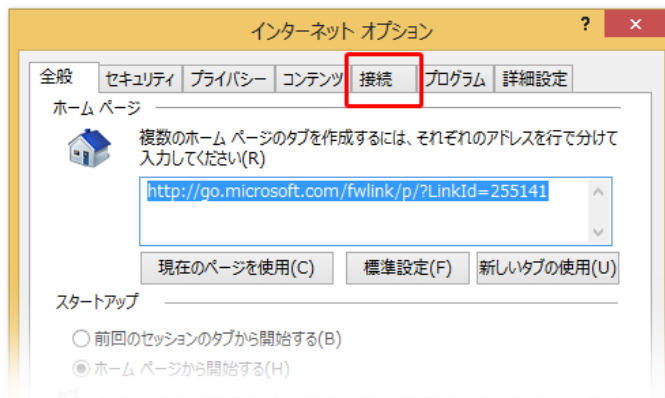 インターネット オプション
?
×
全般 セキュリティ プライバシー コンテンツ 接続 プログラム 詳細設定
ホーム ページ
複数のホーム ページのタブを作成するには、それぞれのアドレスを行で分けて
入力してください(R)
http://go.microsoft.com/fwlink/p/?LinkId=255141
現在のページを使用(C) 標準設定(F) 新しいタブの使用(U)
スタートアップ
前回のセッションのタブから開始する(B)
ホーム ページから開始する(H)